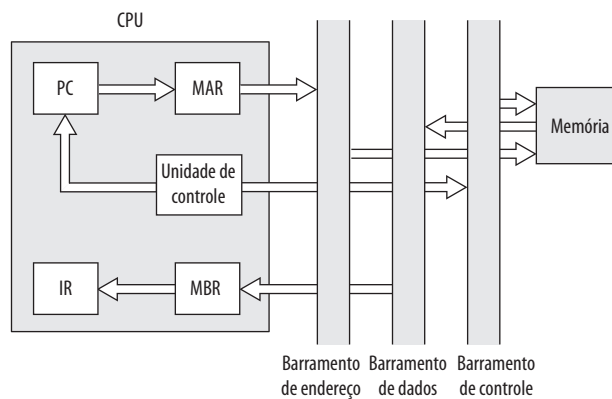 CPU
PC
MAR
Memória
Unidade de
controle
IR
MBR
Barramento
de endereço
Barramento
de dados
Barramento
de controle